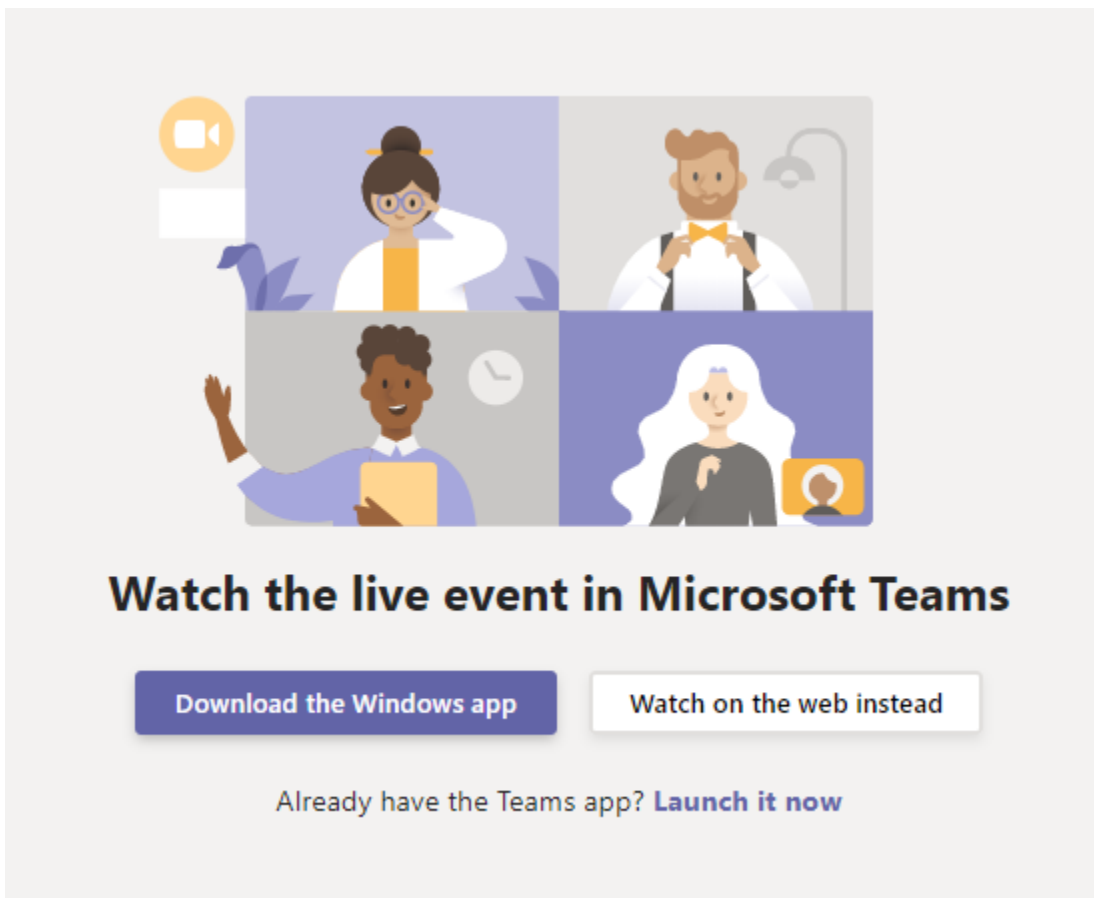 Watch the live event in Microsoft Teams
Download the Windows app
Watch on the web instead
Already have the Teams app? Launch it now